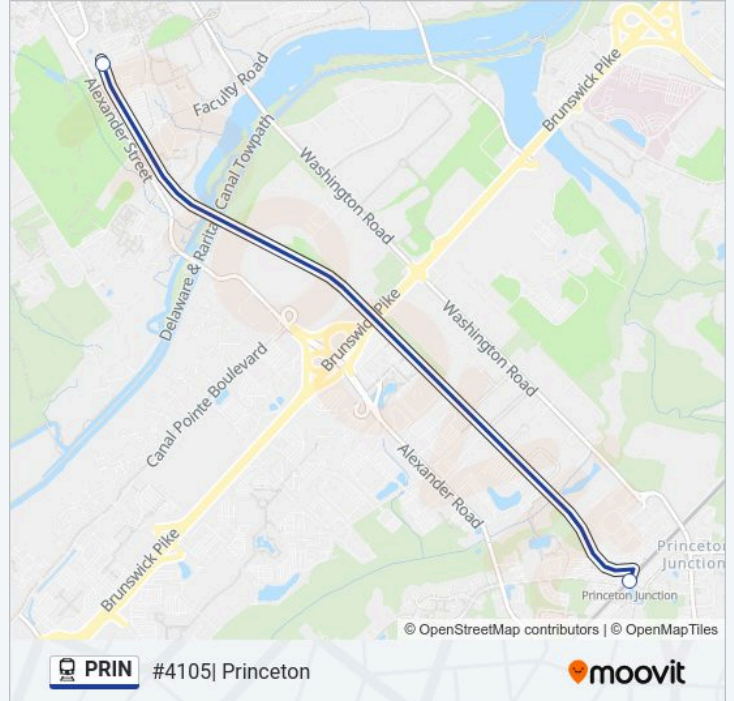 Faculty Road
Brunswick Pike
Alexander Street
Delaware & Raritan Canal Towpath
Washington Road
Brunswick Pike
Washington Road
Canal Pointe Boulevard
Alexander Road
Brunswick Pike
Princeton
Junction
Princeton Junction
© OpenStreetMap contributors | © OpenMapTiles
PRIN #4105| Princeton
moovit